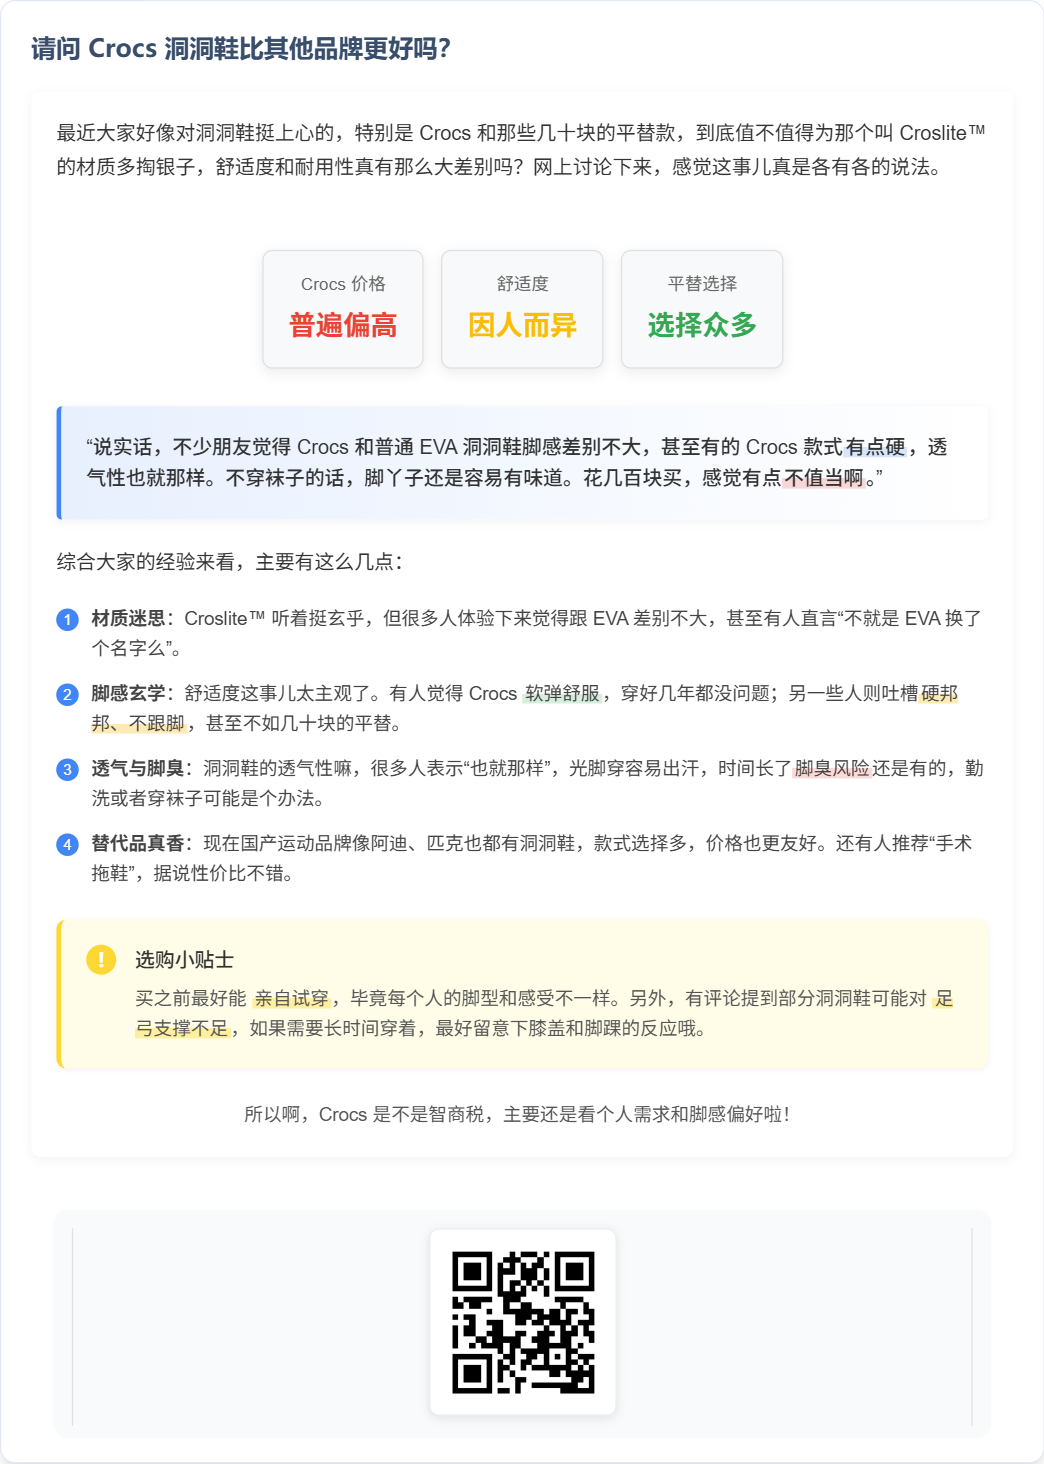 请问 Crocs 洞洞鞋比其他品牌更好吗？
最近大家好像对洞洞鞋挺上心的，特别是 Crocs 和那些几十块的平替款，到底值不值得为那个叫 Croslite™
的材质多掏银子，舒适度和耐用性真有那么大差别吗？网上讨论下来，感觉这事儿真是各有各的说法。
Crocs 价格
普遍偏高
舒适度
因人而异
平替选择
选择众多
“说实话，不少朋友觉得 Crocs 和普通 EVA 洞洞鞋脚感差别不大，甚至有的 Crocs 款式有点硬，透
气性也就那样。不穿袜子的话，脚丫子还是容易有味道。花几百块买，感觉有点不值当啊。”
综合大家的经验来看，主要有这么几点：
1 材质迷思：Croslite™ 听着挺玄乎，但很多人体验下来觉得跟 EVA 差别不大，甚至有人直言“不就是 EVA 换了
个名字么”。
2 脚感玄学：舒适度这事儿太主观了。有人觉得 Crocs 软弹舒服，穿好几年都没问题；另一些人则吐槽硬邦
邦、不跟脚，甚至不如几十块的平替。
3 透气与脚臭：洞洞鞋的透气性嘛，很多人表示“也就那样”，光脚穿容易出汗，时间长了脚臭风险还是有的，勤
洗或者穿袜子可能是个办法。
4 替代品真香：现在国产运动品牌像阿迪、匹克也都有洞洞鞋，款式选择多，价格也更友好。还有人推荐“手术
拖鞋”，据说性价比不错。
! 选购小贴士
买之前最好能 亲自试穿，毕竟每个人的脚型和感受不一样。另外，有评论提到部分洞洞鞋可能对 足
弓支撑不足，如果需要长时间穿着，最好留意下膝盖和脚踝的反应哦。
所以啊，Crocs 是不是智商税，主要还是看个人需求和脚感偏好啦！